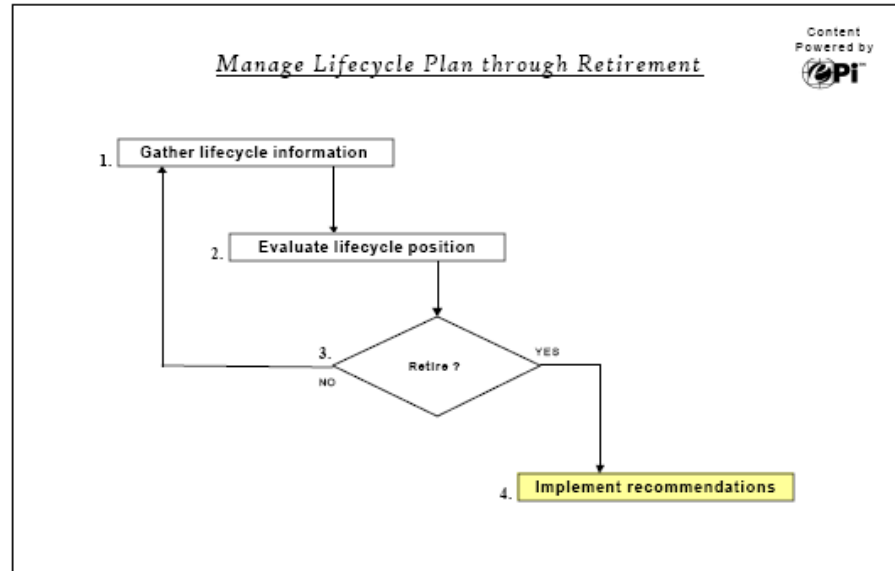 Content
Powered by
ePi™
Manage Lifecycle Plan through Retirement
1. Gather lifecycle information
2. Evaluate lifecycle position
3. Retire ?
YES
NO
4. Implement recommendations